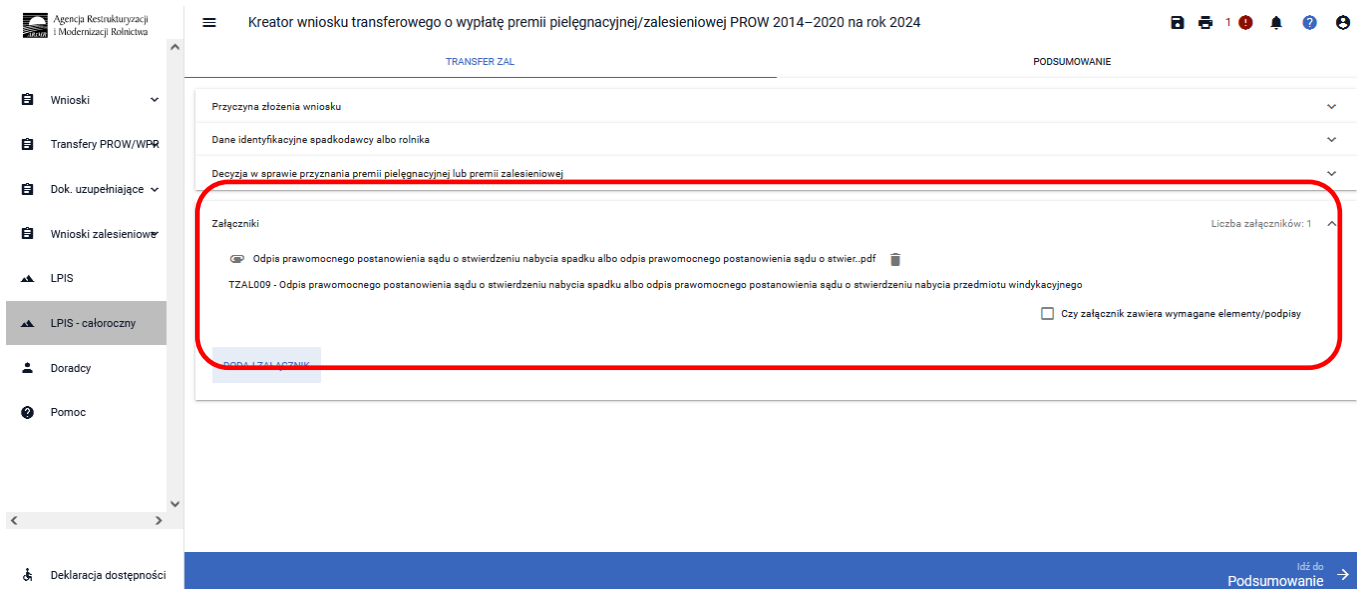 Agencja Restrukturyzacji
i Modernizacji Rolnictwa
ARiMR
Kreator wniosku transferowego o wypłatę premii pielęgnacyjnej/zalesieniowej PROW 2014–2020 na rok 2024
1
TRANSFER ZAL
PODSUMOWANIE
Wnioski
Transfery PROW/WPR
Dok. uzupełniające
Wnioski zalesieniowe
LPIS
LPIS - całoroczny
Doradcy
Pomoc
Deklaracja dostępności
Przyczyna złożenia wniosku
Dane identyfikacyjne spadkodawcy albo rolnika
Decyzja w sprawie przyznania premii pielęgnacyjnej lub premii zalesieniowej
Załączniki
Liczba załączników: 1
Odpis prawomocnego postanowienia sądu o stwierdzeniu nabycia spadku albo odpis prawomocnego postanowienia sądu o stwier..pdf
TZAL009 - Odpis prawomocnego postanowienia sądu o stwierdzeniu nabycia spadku albo odpis prawomocnego postanowienia sądu o stwierdzeniu nabycia przedmiotu windykacyjnego
Czy załącznik zawiera wymagane elementy/podpisy
DODAJ ZAŁĄCZNIK
Idź do
Podsumowanie